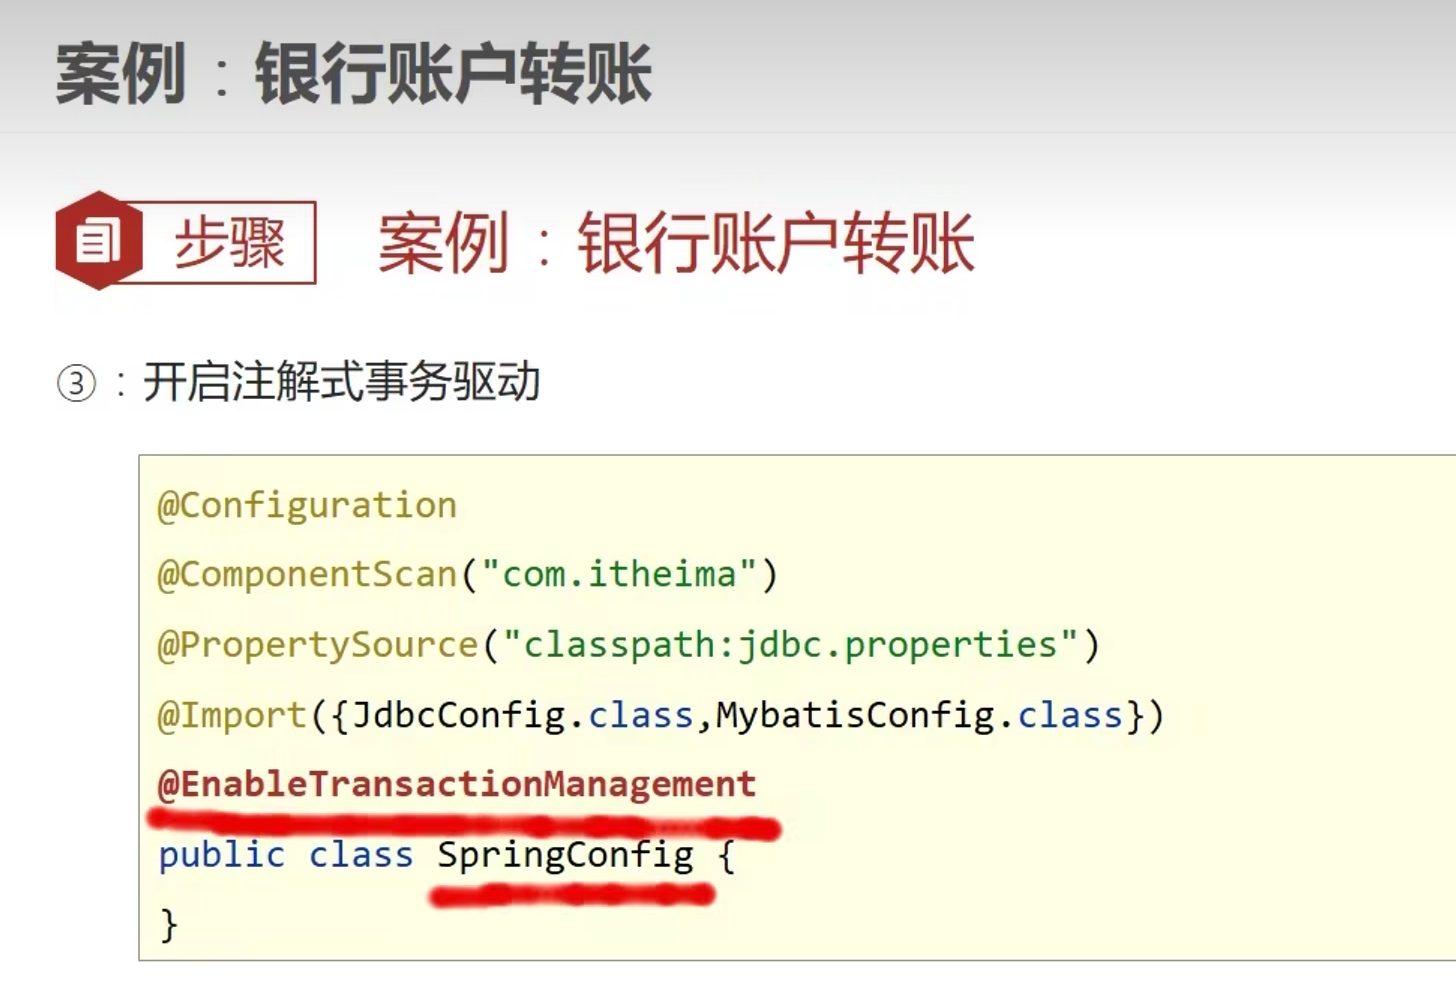 案例：银行账户转账
步骤
案例：银行账户转账
③：开启注解式事务驱动
@Configuration
@ComponentScan("com.itheima")
@PropertySource("classpath:jdbc.properties")
@Import({JdbcConfig.class,MybatisConfig.class})
@EnableTransactionManagement
public class SpringConfig {
}